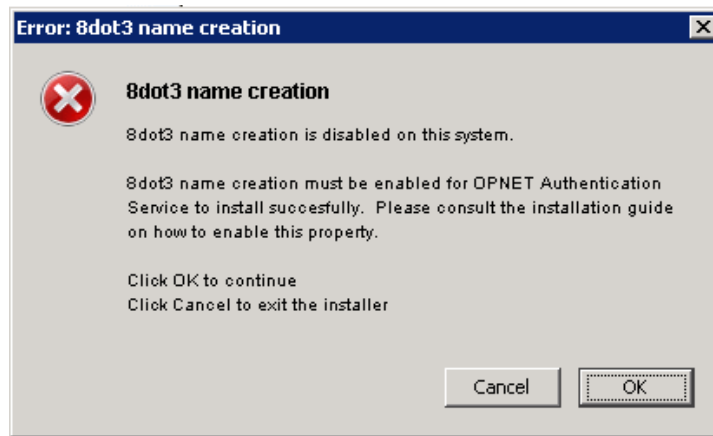 Error: 8dot3 name creation
8dot3 name creation
8dot3 name creation is disabled on this system.
8dot3 name creation must be enabled for OPNET Authentication
Service to install succesfully.  Please consult the installation guide
on how to enable this property.
Click OK to continue
Click Cancel to exit the installer
Cancel
OK